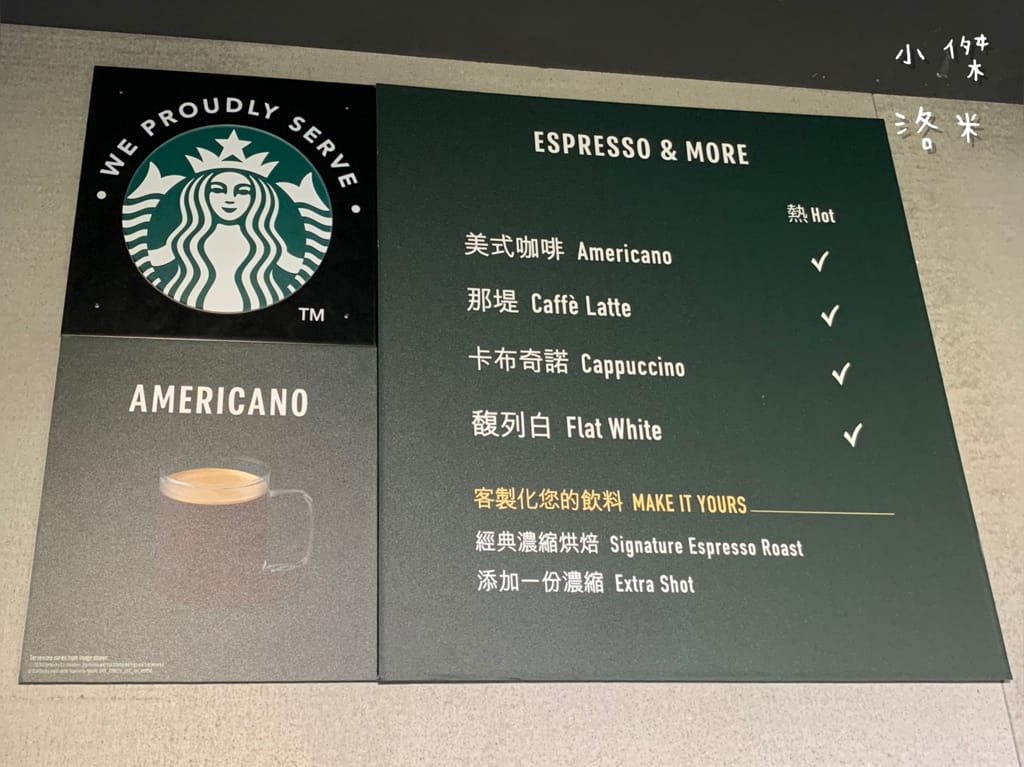 小傑
洛米
WE PROUDLY SERVE
TM
AMERICANO
ESPRESSO & MORE
熱 Hot
美式咖啡 Americano ✓
那堤 Caffè Latte ✓
卡布奇諾 Cappuccino ✓
馥列白 Flat White ✓
客製化您的飲料 MAKE IT YOURS
經典濃縮烘焙 Signature Espresso Roast
添加一份濃縮 Extra Shot